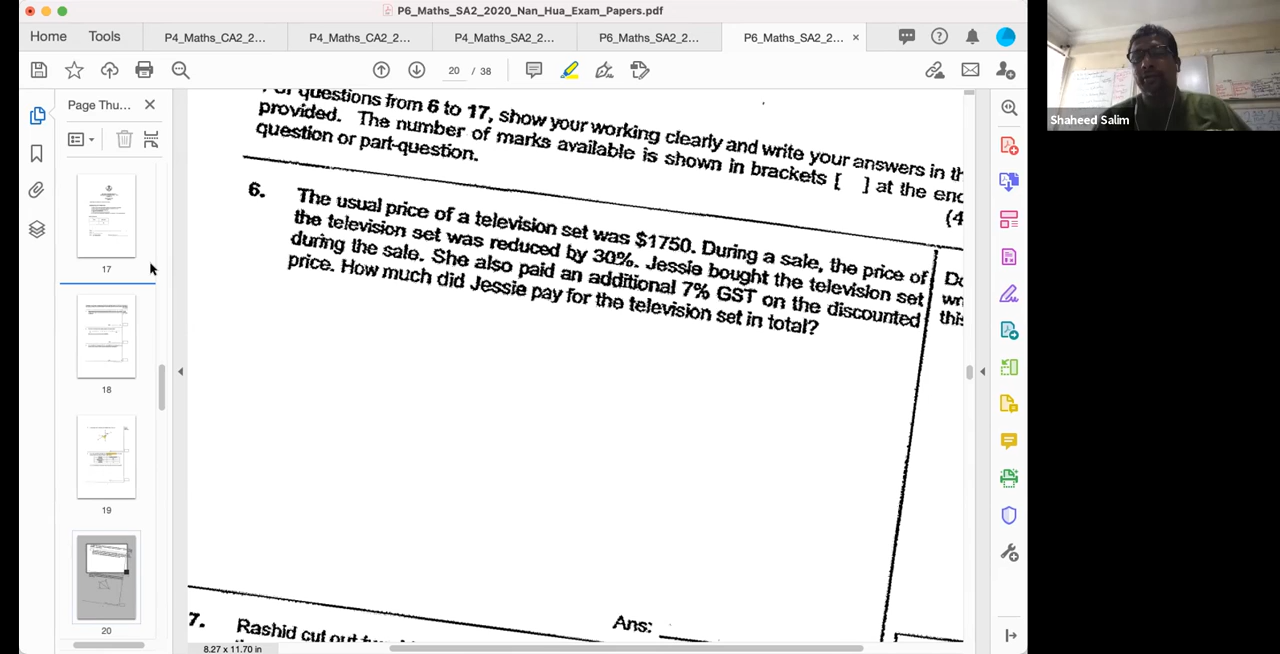 P6_Maths_SA2_2020_Nan_Hua_Exam_Papers.pdf
Home Tools P4_Maths_CA2_2... P4_Maths_CA2_2... P4_Maths_SA2_2... P6_Maths_SA2_2... P6_Maths_SA2_2... ×
20 / 38
Page Thu...
17
18
19
20
questions from 6 to 17, show your working clearly and write your answers in th
provided. The number of marks available is shown in brackets [ ] at the end
question or part-question.
(4
6. The usual price of a television set was $1750. During a sale, the price of
the television set was reduced by 30%. Jessie bought the television set
during the sale. She also paid an additional 7% GST on the discounted
price. How much did Jessie pay for the television set in total?
Do
wri
this
Ans:
7. Rashid cut out
8.27 x 11.70 in
Shaheed Salim